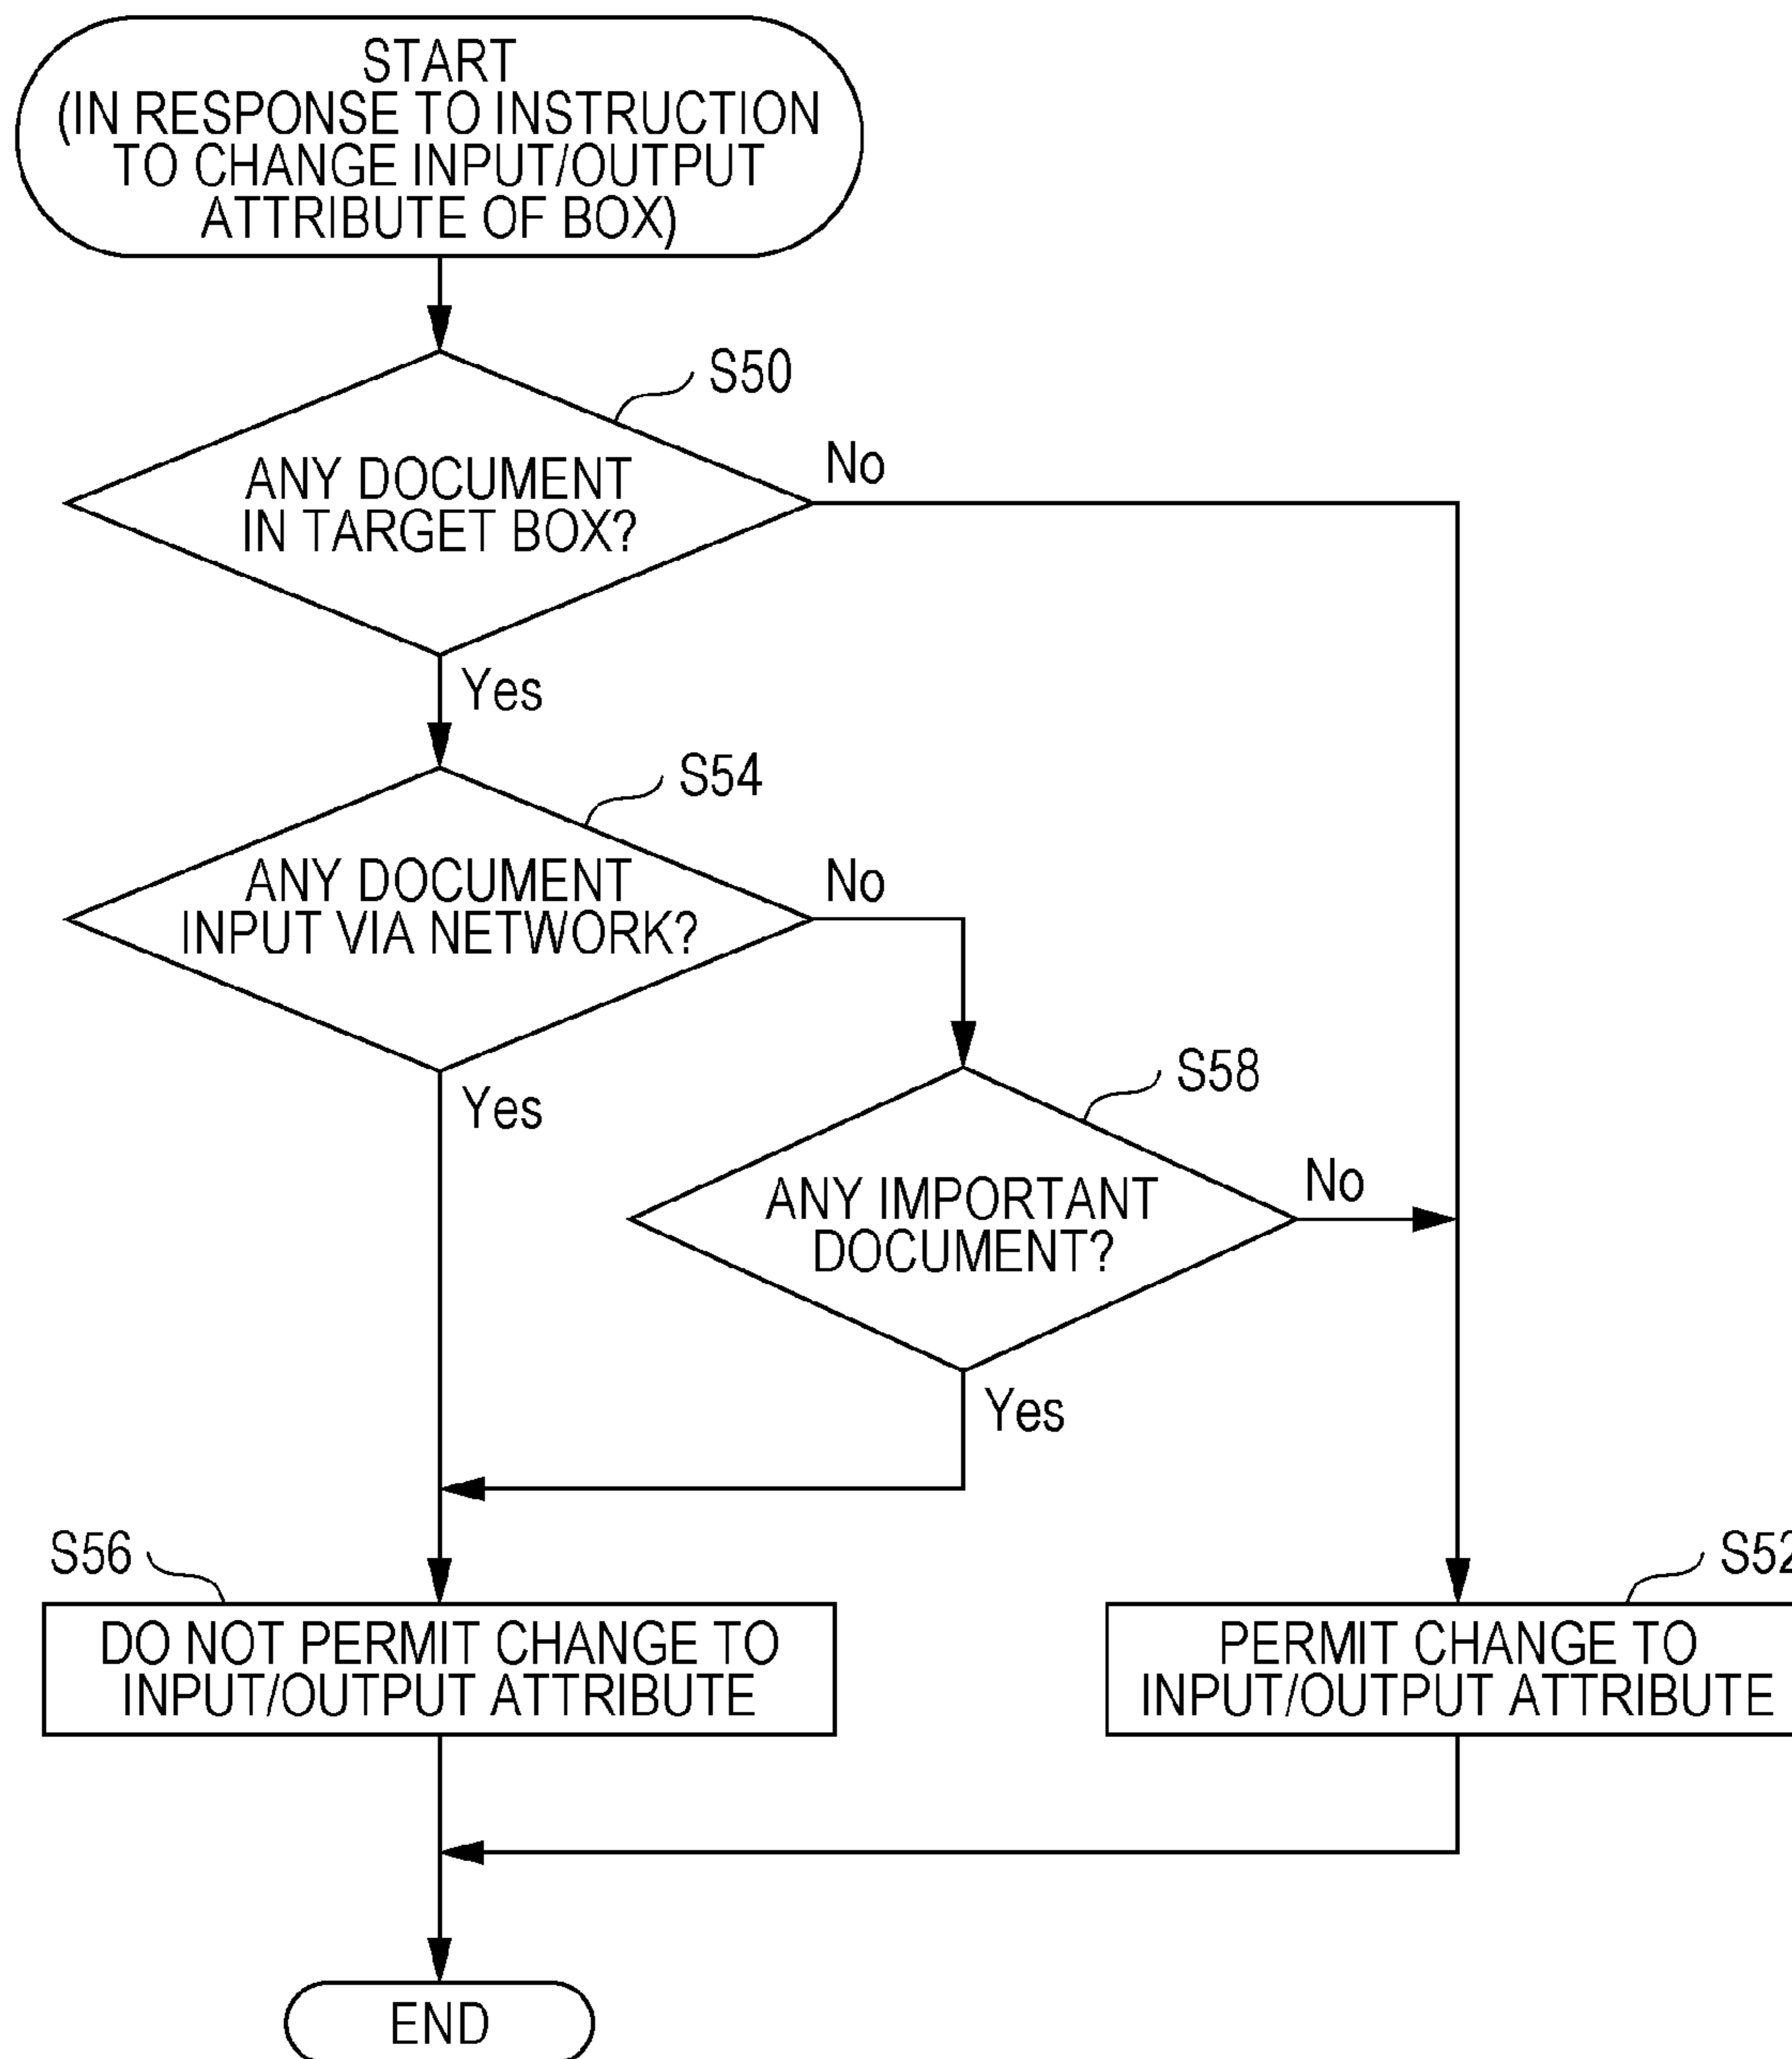 START
(IN RESPONSE TO INSTRUCTION
TO CHANGE INPUT/OUTPUT
ATTRIBUTE OF BOX)
S50
ANY DOCUMENT
IN TARGET BOX?
No
Yes
S54
ANY DOCUMENT
INPUT VIA NETWORK?
No
Yes
S58
ANY IMPORTANT
DOCUMENT?
No
Yes
S56
DO NOT PERMIT CHANGE TO
INPUT/OUTPUT ATTRIBUTE
S52
PERMIT CHANGE TO
INPUT/OUTPUT ATTRIBUTE
END